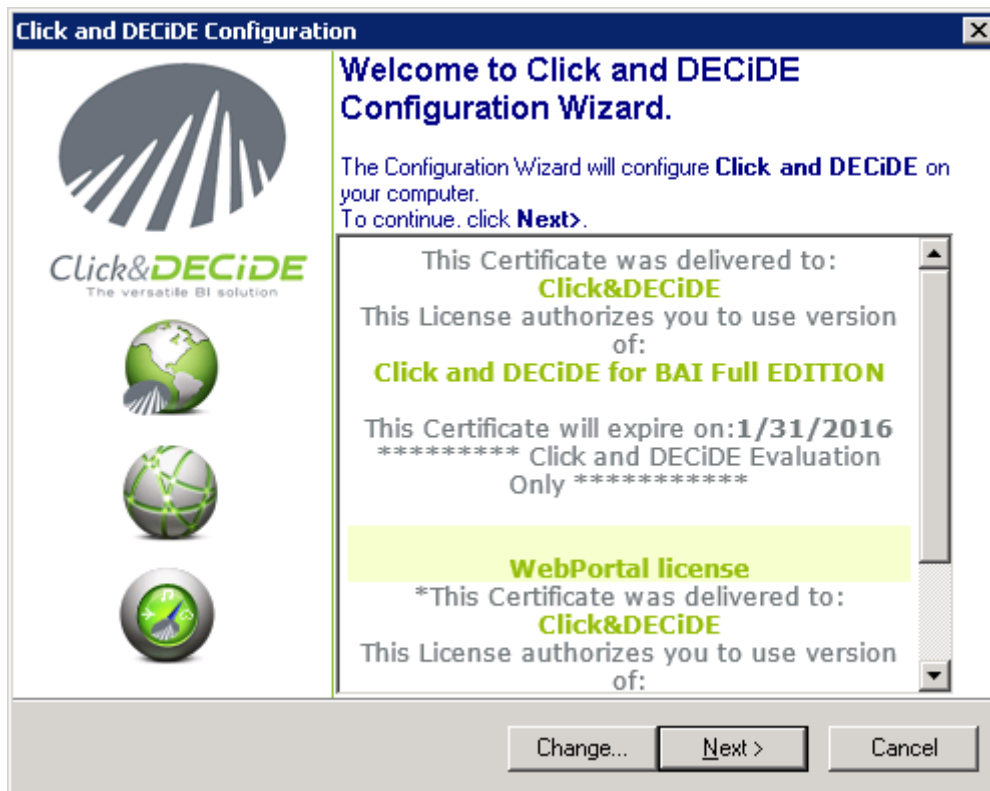 Click and DECiDE Configuration
Welcome to Click and DECiDE
Configuration Wizard.
The Configuration Wizard will configure Click and DECiDE on
your computer.
To continue, click Next>.
Click&DECiDE
The versatile BI solution
This Certificate was delivered to:
Click&DECiDE
This License authorizes you to use version
of:
Click and DECiDE for BAI Full EDITION
This Certificate will expire on:1/31/2016
********* Click and DECiDE Evaluation
Only ***********
WebPortal license
*This Certificate was delivered to:
Click&DECiDE
This License authorizes you to use version
of:
Change...
Next >
Cancel